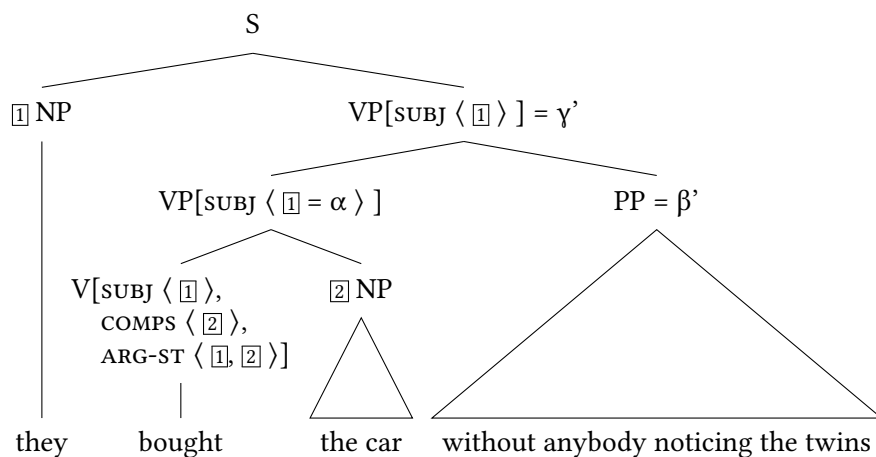 S
1 NP VP[SUBJ ⟨ 1 ⟩ ] = γ’
VP[SUBJ ⟨ 1 = α ⟩ ] PP = β’
V[SUBJ ⟨ 1 ⟩, 2 NP
COMPS ⟨ 2 ⟩,
ARG-ST ⟨ 1, 2 ⟩]
they bought the car without anybody noticing the twins